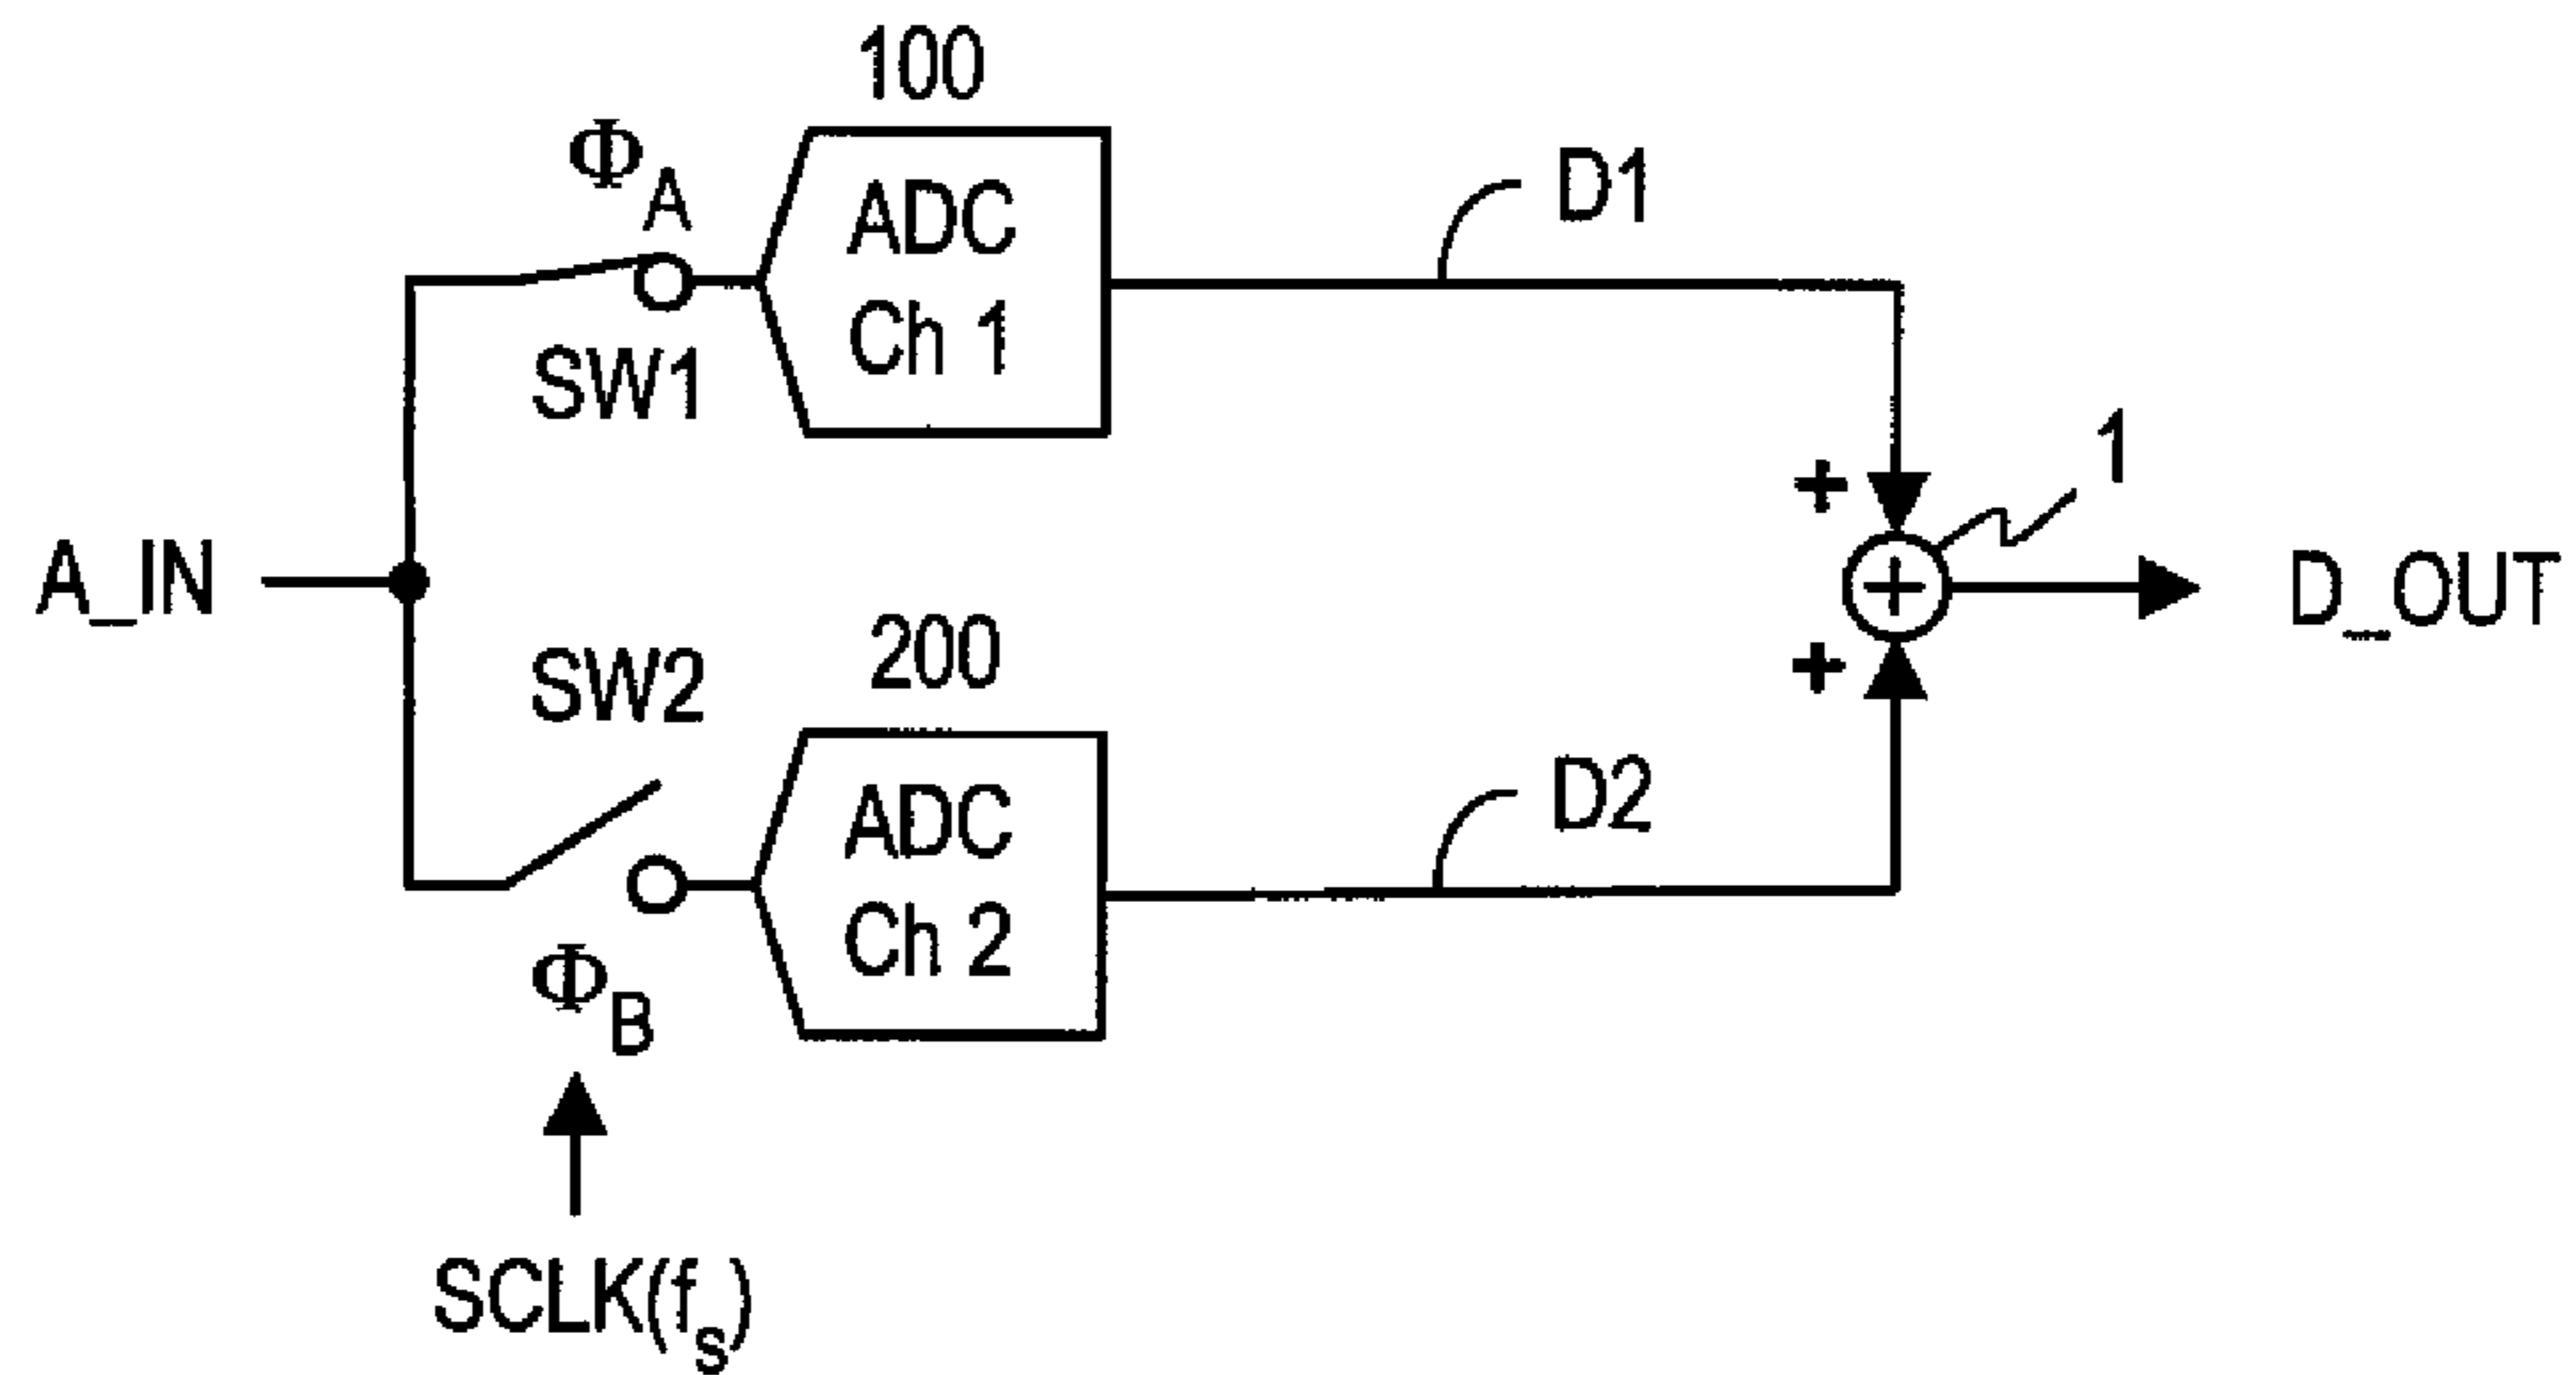 100
ΦA
ADC
Ch 1
D1
SW1
1
+
A_IN
+
D_OUT
+
SW2
200
ADC
Ch 2
D2
ΦB
SCLK(fs)